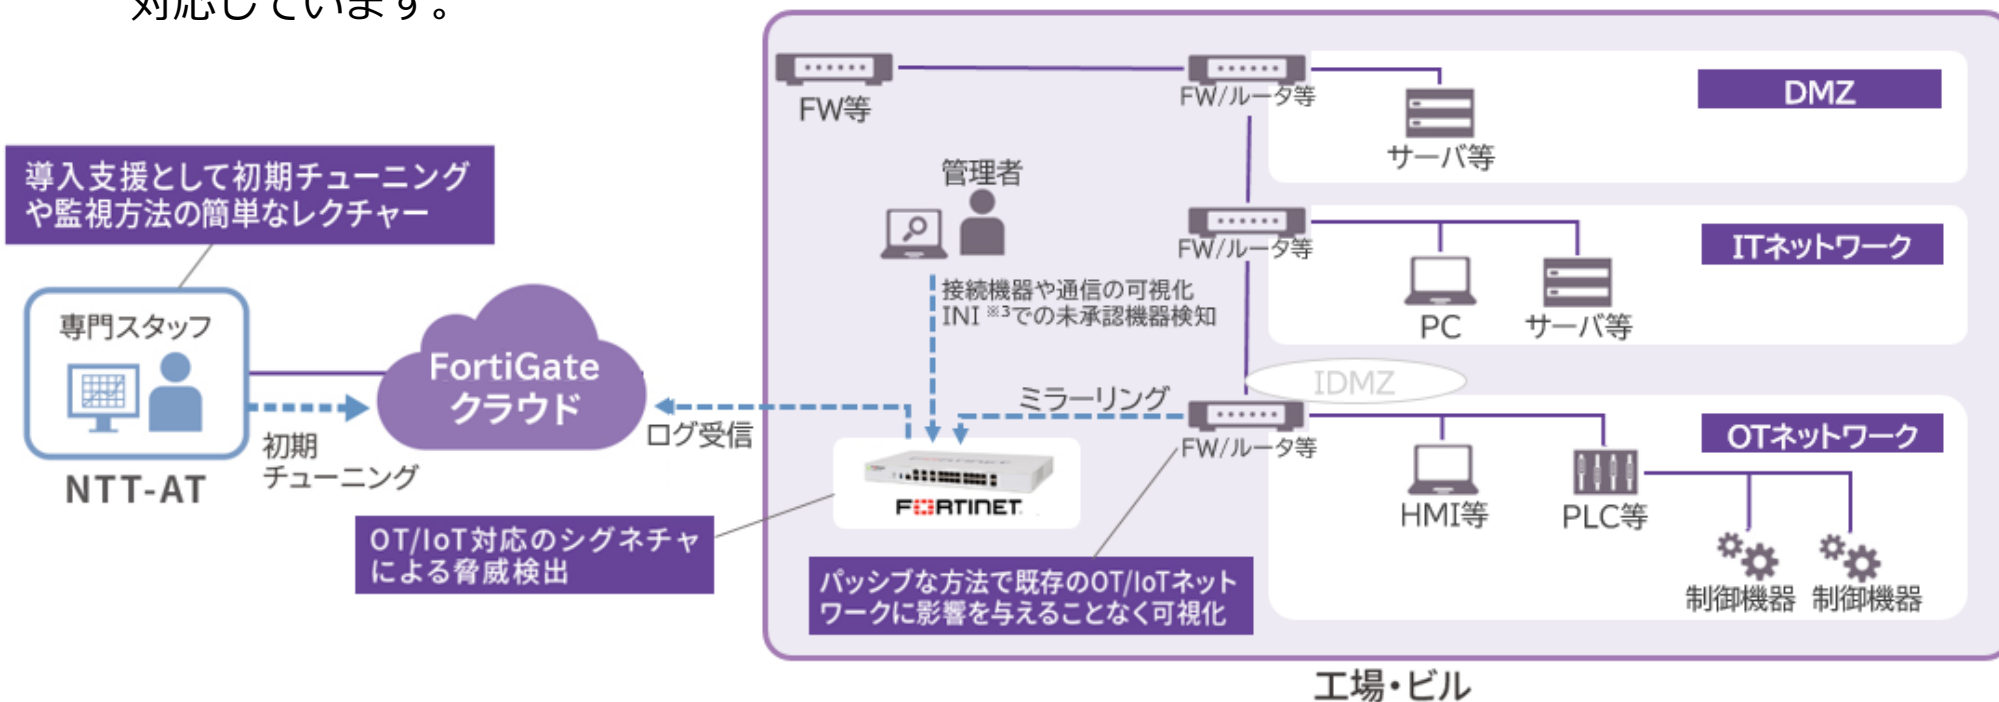 対応しています。
導入支援として初期チューニング
や監視方法の簡単なレクチャー
専門スタッフ
NTT-AT
初期
チューニング
FortiGate
クラウド
ログ受信
OT/IoT対応のシグネチャ
による脅威検出
FW等
管理者
接続機器や通信の可視化
INI ※3での未承認機器検知
ミラーリング
FORTINET
パッシブな方法で既存のOT/IoTネット
ワークに影響を与えることなく可視化
FW/ルータ等
サーバ等
DMZ
FW/ルータ等
PC
サーバ等
ITネットワーク
IDMZ
FW/ルータ等
HMI等
PLC等
OTネットワーク
制御機器
制御機器
工場・ビル